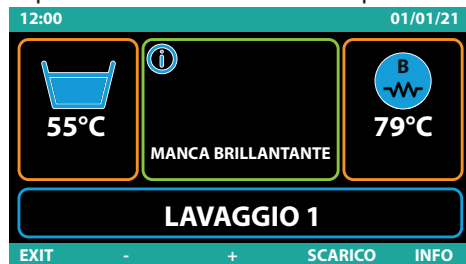 12:00 01/01/21
B
55°C
79°C
MANCA BRILLANTANTE
LAVAGGIO 1
EXIT - + SCARICO INFO